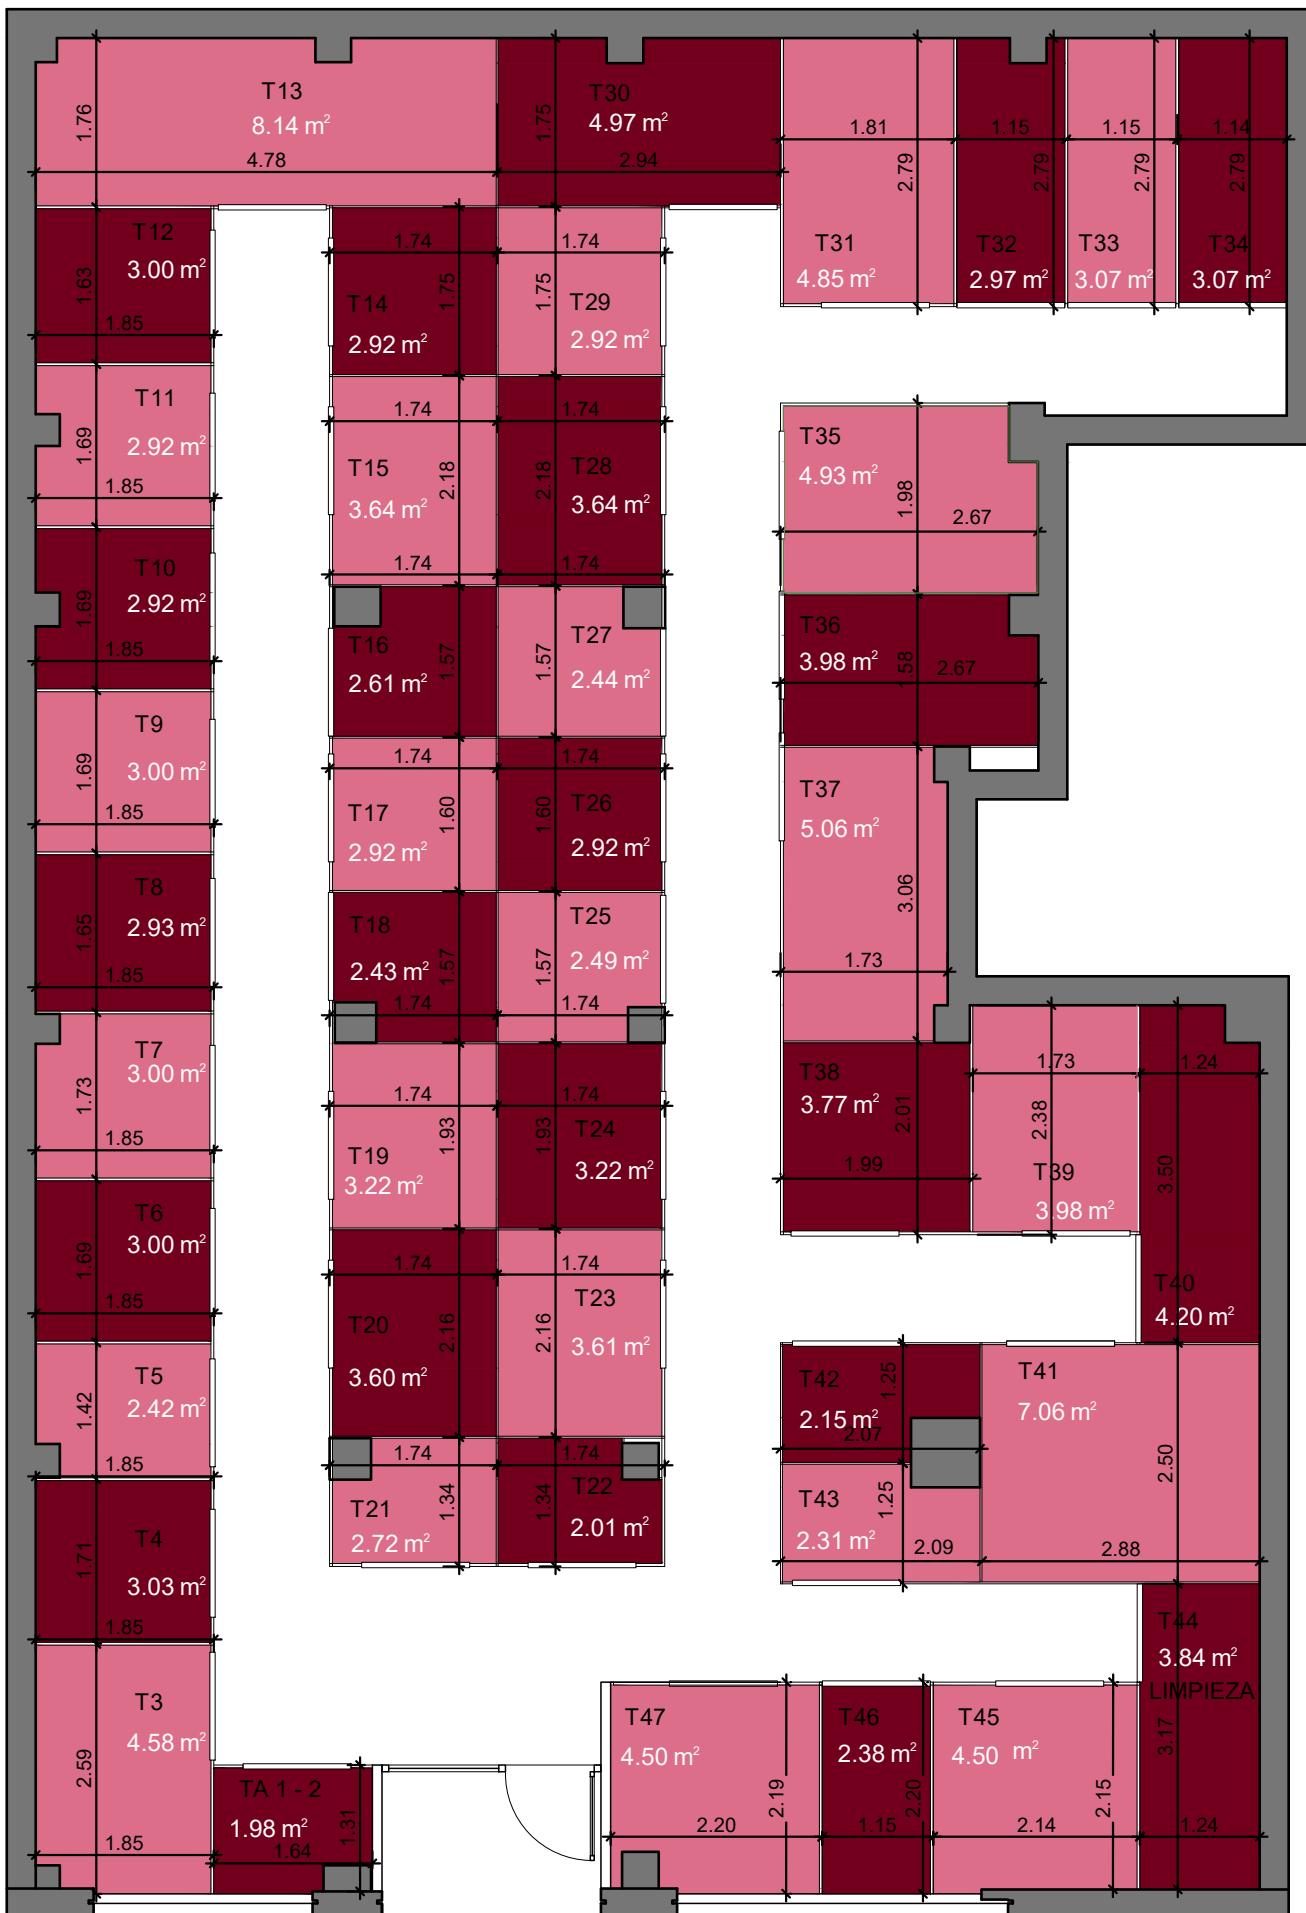 T13
8.14 m²
1.76
4.78
T30
4.97 m²
1.75
2.94
1.81
2.79
T31
4.85 m²
1.15
2.79
T32
2.97 m²
1.15
2.79
T33
3.07 m²
1.14
2.79
T34
3.07 m²
T12
3.00 m²
1.63
1.85
T11
2.92 m²
1.69
1.85
T10
2.92 m²
1.69
1.85
T9
3.00 m²
1.69
1.85
T8
2.93 m²
1.65
1.85
T7
3.00 m²
1.73
1.85
T6
3.00 m²
1.69
1.85
T5
2.42 m²
1.42
1.85
T4
3.03 m²
1.71
1.85
T3
4.58 m²
2.59
1.85
TA 1 - 2
1.98 m²
1.31
1.64
1.74
T14
1.75
2.92 m²
1.74
1.75
T29
2.92 m²
1.74
T15
2.18
3.64 m²
1.74
1.74
T28
2.18
3.64 m²
1.74
T16
1.57
2.61 m²
T27
1.57
2.44 m²
1.74
T17
1.60
2.92 m²
1.74
T26
1.60
2.92 m²
T18
1.57
2.43 m²
1.74
T25
1.57
2.49 m²
1.74
1.74
1.93
T19
3.22 m²
1.74
1.93
T24
3.22 m²
1.74
T20
2.16
3.60 m²
1.74
T23
2.16
3.61 m²
1.74
T21
1.34
2.72 m²
1.74
T22
1.34
2.01 m²
T35
4.93 m²
1.98
2.67
T36
3.98 m²
1.58
2.67
T37
5.06 m²
3.06
1.73
T38
3.77 m²
2.01
1.99
1.73
2.38
T39
3.98 m²
1.24
3.50
T40
4.20 m²
T42
1.25
2.15 m²
2.07
T41
7.06 m²
2.50
2.88
T43
1.25
2.31 m²
2.09
T44
3.84 m²
LIMPIEZA
3.17
1.24
T47
4.50 m²
2.19
2.20
T46
2.38 m²
2.20
1.15
T45
4.50 m²
2.15
2.14